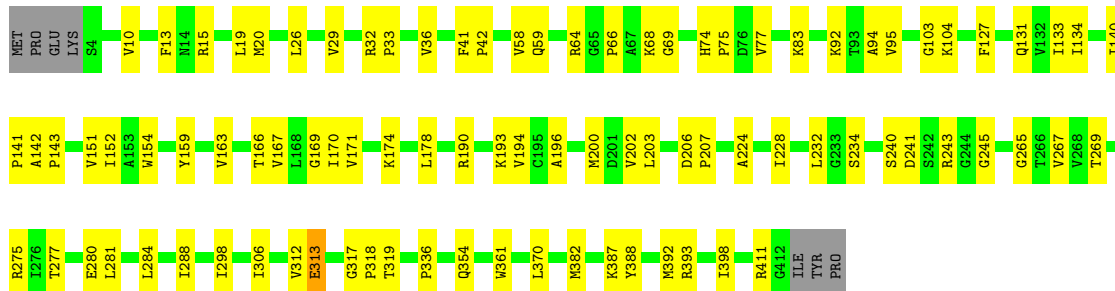 MET PRO GLU LYS S4 V10 F13 N14 R15 L19 M20 L26 V29 R32 P33 V36 F41 P42 V58 Q59 R64 G65 P66 A67 K68 G69 H74 P75 D76 V77 K83 K92 T93 A94 V95 G103 K104 F127 Q131 V132 I133 I134 I140
P141 A142 P143 V151 I152 A153 W154 Y159 V163 T166 V167 L168 G169 I170 V171 K174 L178 R190 K193 V194 C195 A196 M200 D201 V202 L203 D206 P207 A224 I228 L232 G233 S234 S240 D241 S242 R243 G244 G245 G265 T266 V267 V268 T269
R275 I276 T277 E280 L281 L284 I288 I298 I306 V312 E313 G317 P318 T319 P336 Q354 W361 L370 M382 K387 Y388 M392 R393 I398 R411 G412 ILE TYR PRO